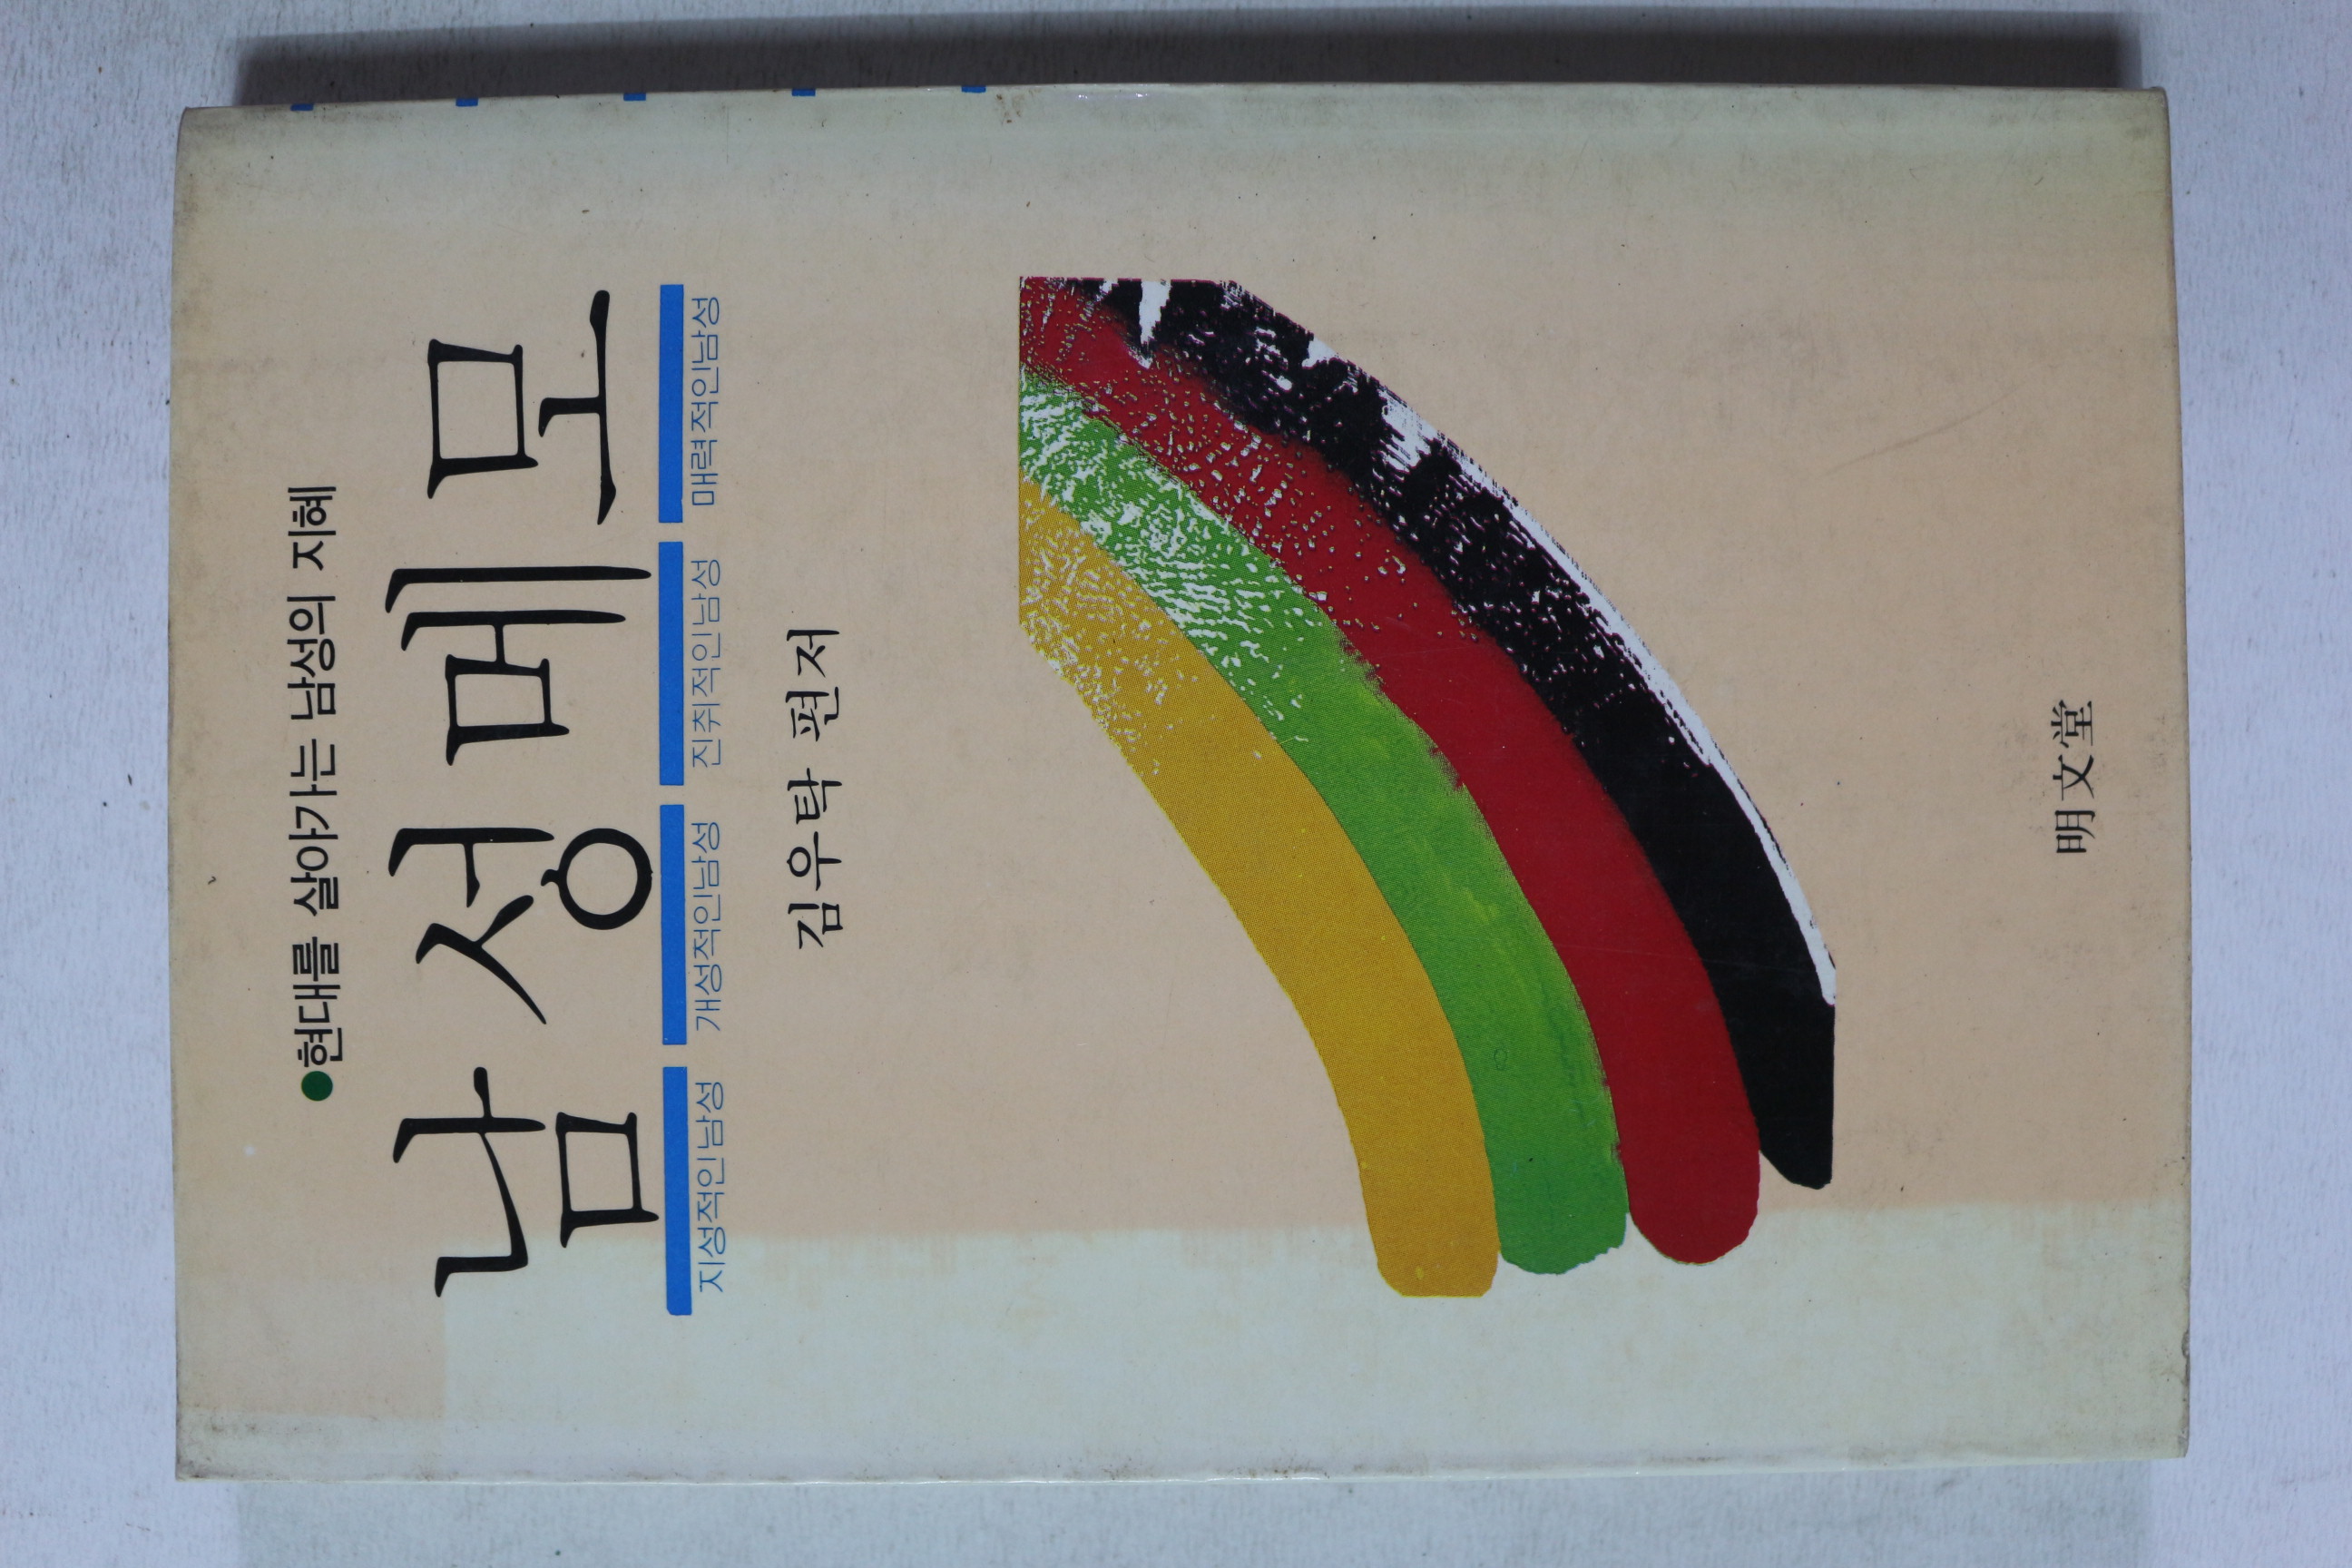 ●현대를 살아가는 남성의 지혜
남성메모
지성적인남성 개성적인남성 진취적인남성 매력적인남성
김우탁 편저
明文堂